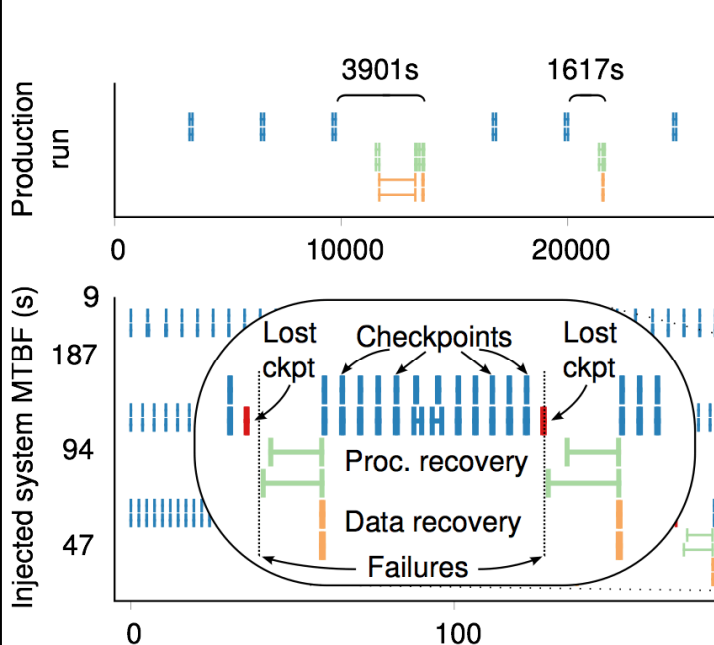 3901s 1617s
Production
run
0 10000 20000
Injected system MTBF (s)
9
187
94
47
Lost
ckpt
Checkpoints
Lost
ckpt
Proc. recovery
Data recovery
Failures
0 100